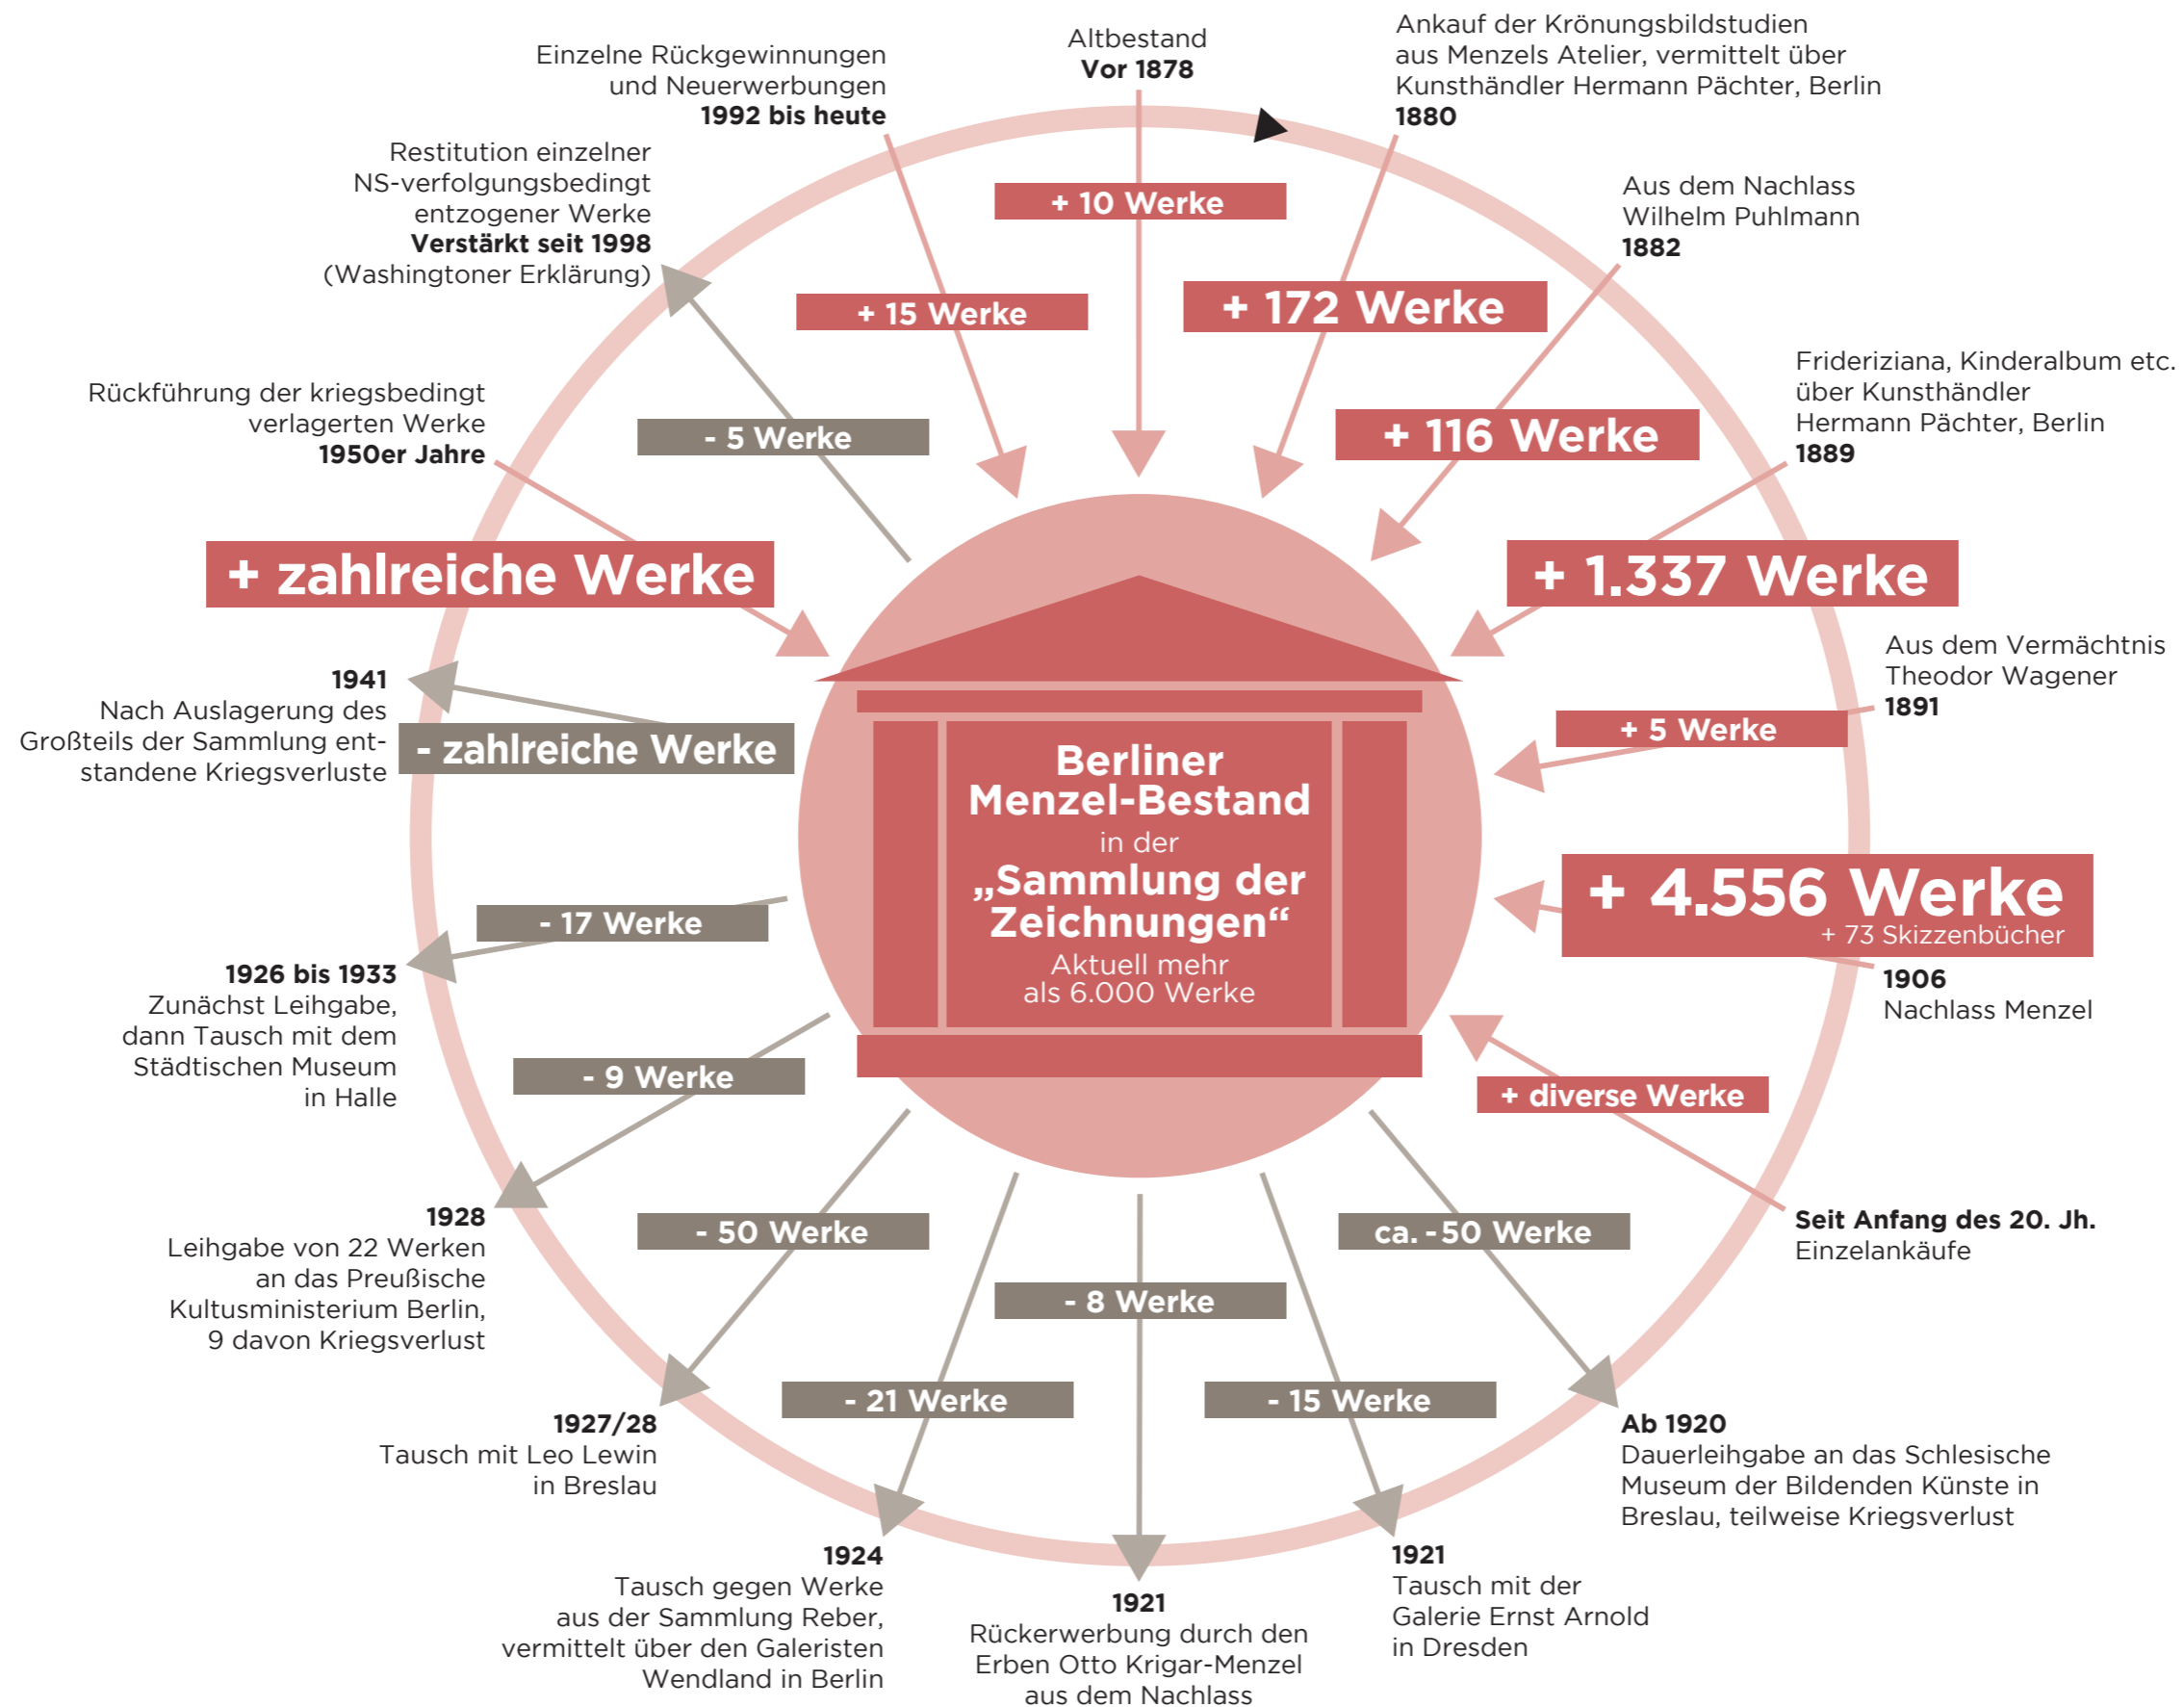 Altbestand
Vor 1878
+ 10 Werke
Ankauf der Krönungsbildstudien
aus Menzels Atelier, vermittelt über
Kunsthändler Hermann Pächter, Berlin
1880
+ 172 Werke
Aus dem Nachlass
Wilhelm Puhlmann
1882
+ 116 Werke
Frideriziana, Kinderalbum etc.
über Kunsthändler
Hermann Pächter, Berlin
1889
+ 1.337 Werke
Aus dem Vermächtnis
Theodor Wagener
1891
+ 5 Werke
+ 4.556 Werke
+ 73 Skizzenbücher
1906
Nachlass Menzel
+ diverse Werke
Seit Anfang des 20. Jh.
Einzelankäufe
ca. - 50 Werke
Ab 1920
Dauerleihgabe an das Schlesische
Museum der Bildenden Künste in
Breslau, teilweise Kriegsverlust
- 15 Werke
1921
Tausch mit der
Galerie Ernst Arnold
in Dresden
- 8 Werke
1921
Rückerwerbung durch den
Erben Otto Krigar-Menzel
aus dem Nachlass
- 21 Werke
1924
Tausch gegen Werke
aus der Sammlung Reber,
vermittelt über den Galeristen
Wendland in Berlin
- 50 Werke
1927/28
Tausch mit Leo Lewin
in Breslau
- 9 Werke
1928
Leihgabe von 22 Werken
an das Preußische
Kultusministerium Berlin,
9 davon Kriegsverlust
- 17 Werke
1926 bis 1933
Zunächst Leihgabe,
dann Tausch mit dem
Städtischen Museum
in Halle
- zahlreiche Werke
1941
Nach Auslagerung des
Großteils der Sammlung ent-
standene Kriegsverluste
Rückführung der kriegsbedingt
verlagerten Werke
1950er Jahre
+ zahlreiche Werke
Restitution einzelner
NS-verfolgungsbedingt
entzogener Werke
Verstärkt seit 1998
(Washingtoner Erklärung)
- 5 Werke
Einzelne Rückgewinnungen
und Neuerwerbungen
1992 bis heute
+ 15 Werke
Berliner
Menzel-Bestand
in der
„Sammlung der
Zeichnungen“
Aktuell mehr
als 6.000 Werke